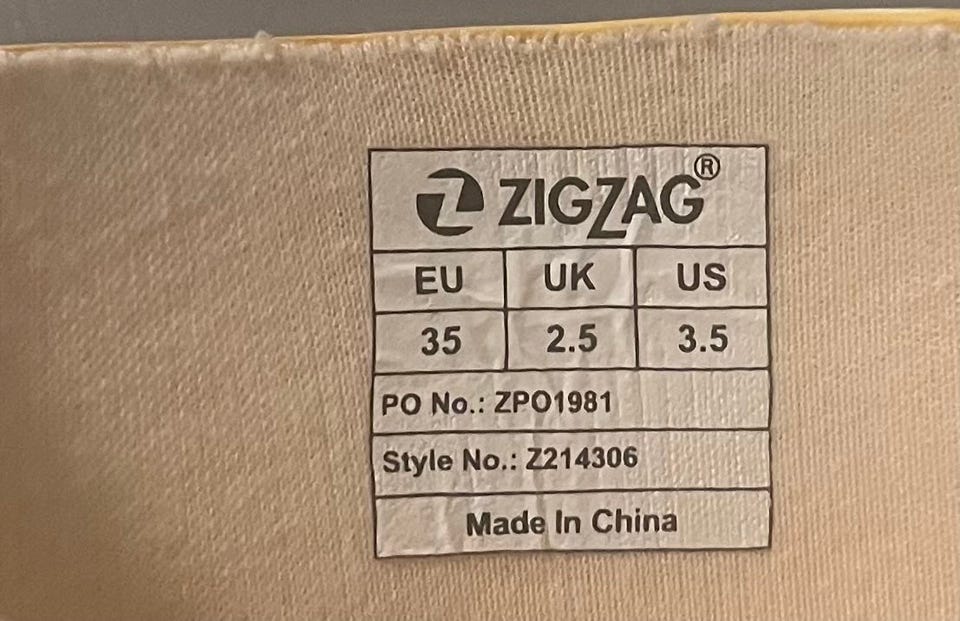 ZIGZAG®
EU UK US
35 2.5 3.5
PO No.: ZPO1981
Style No.: Z214306
Made In China